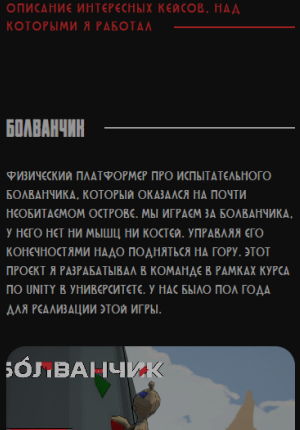 ОПИСАНИЕ ИНТЕРЕСНЫХ КЕЙСОВ, НАД
КОТОРЫМИ Я РАБОТАЛ
БОЛВАНЧИК
ФИЗИЧЕСКИЙ ПЛАТФОРМЕР ПРО ИСПЫТАТЕЛЬНОГО
БОЛВАНЧИКА, КОТОРЫЙ ОКАЗАЛСЯ НА ПОЧТИ
НЕОБИТАЕМОМ ОСТРОВЕ. МЫ ИГРАЕМ ЗА БОЛВАНЧИКА,
У НЕГО НЕТ НИ МЫШЦ НИ КОСТЕЙ. УПРАВЛЯЯ ЕГО
КОНЕЧНОСТЯМИ НАДО ПОДНЯТЬСЯ НА ГОРУ. ЭТОТ
ПРОЕКТ Я РАЗРАБАТЫВАЛ В КОМАНДЕ В РАМКАХ КУРСА
ПО UNITY В УНИВЕРСИТЕТЕ. У НАС БЫЛО ПОЛ ГОДА
ДЛЯ РЕАЛИЗАЦИИ ЭТОЙ ИГРЫ.
БО́ЛВАНЧИК